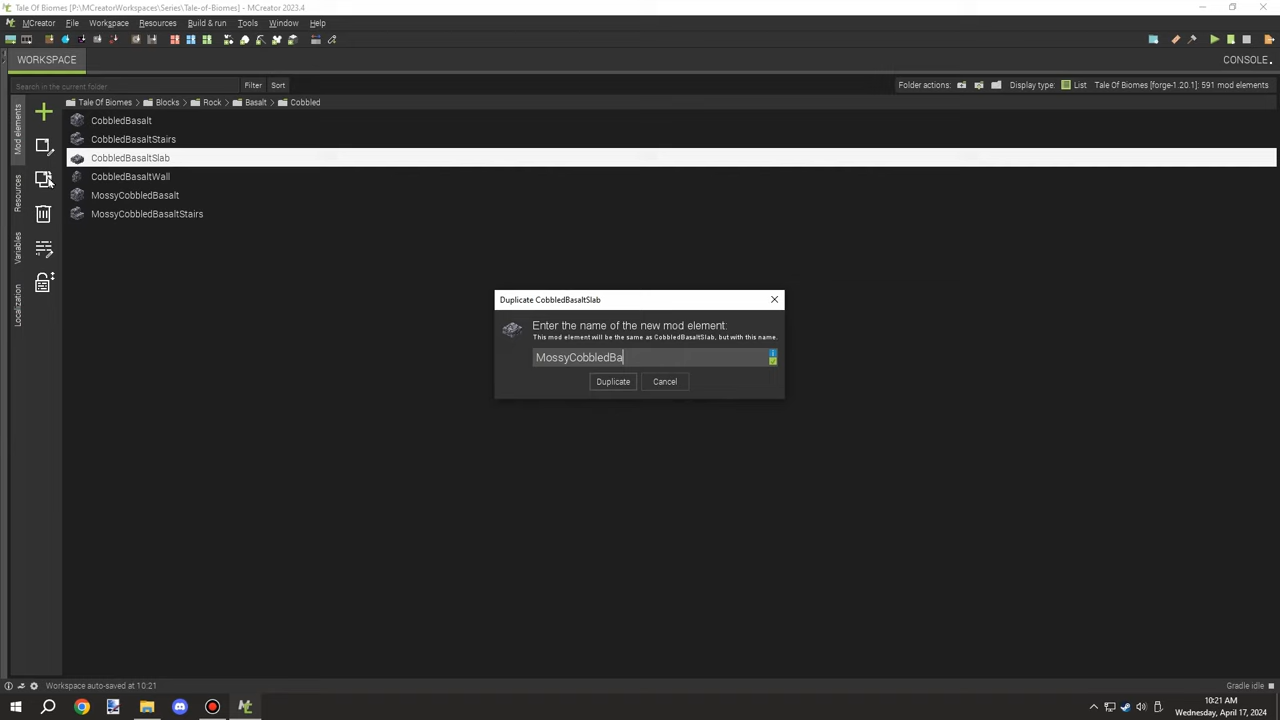 Tale Of Biomes [P:\MCreatorWorkspaces\Series\Tale-of-Biomes] - MCreator 2023.4
MCreator File Workspace Resources Build & run Tools Window Help
WORKSPACE
CONSOLE
Search in the current folder
Filter
Sort
Folder actions:
Display type:
List
Tale Of Biomes [forge-1.20.1]: 591 mod elements
Tale Of Biomes > Blocks > Rock > Basalt > Cobbled
Mod elements
Resources
Variables
Localization
CobbledBasalt
CobbledBasaltStairs
CobbledBasaltSlab
CobbledBasaltWall
MossyCobbledBasalt
MossyCobbledBasaltStairs
Duplicate CobbledBasaltSlab
Enter the name of the new mod element:
This mod element will be the same as CobbledBasaltSlab, but with this name.
MossyCobbledBa
Duplicate
Cancel
Workspace auto-saved at 10:21
Gradle idle
10:21 AM
Wednesday, April 17, 2024